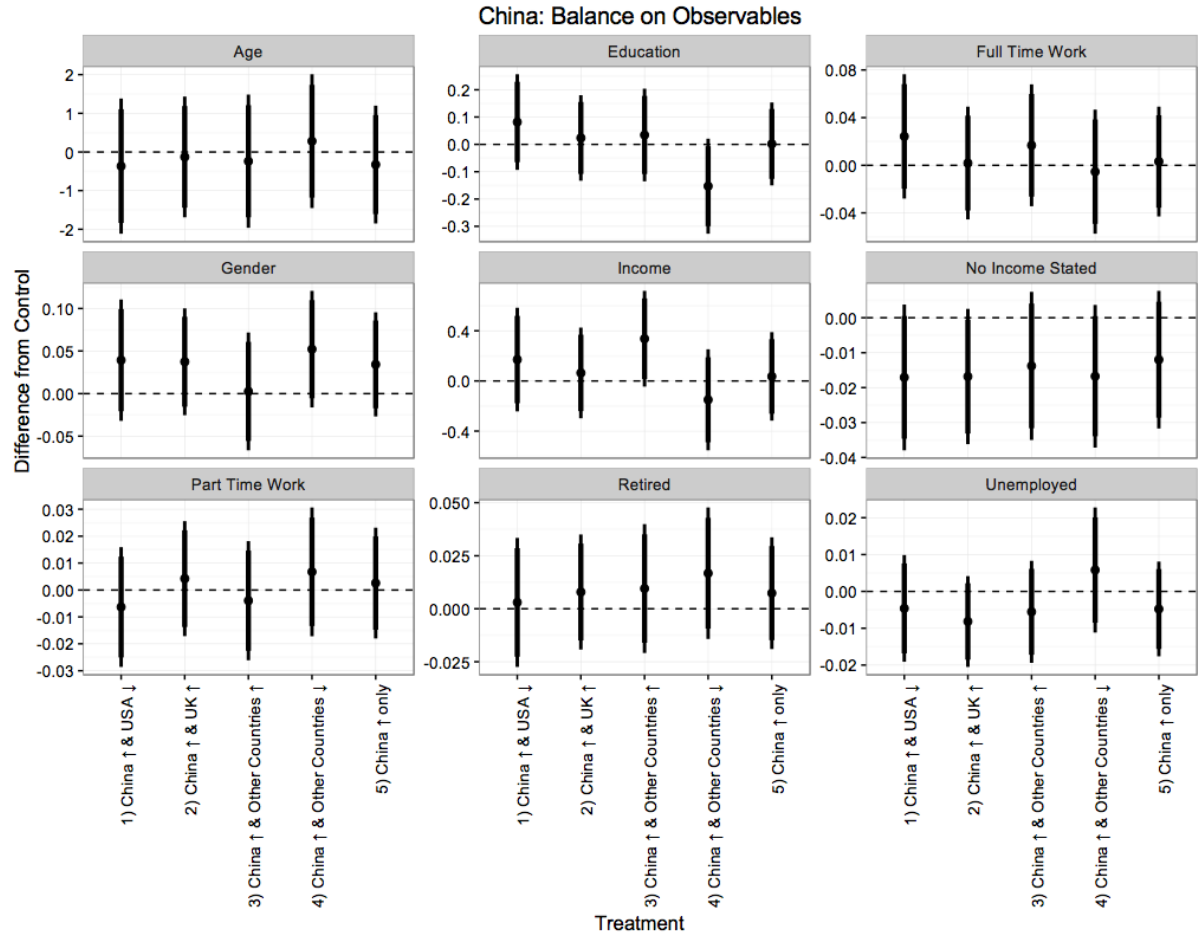 China: Balance on Observables
Age
Education
Full Time Work
2
1
0
-1
-2
0.2
0.1
0.0
-0.1
-0.2
-0.3
0.08
0.04
0.00
-0.04
Gender
Income
No Income Stated
0.10
0.05
0.00
-0.05
0.4
0.0
-0.4
0.00
-0.01
-0.02
-0.03
-0.04
Difference from Control
Part Time Work
Retired
Unemployed
0.03
0.02
0.01
0.00
-0.01
-0.02
-0.03
0.050
0.025
0.000
-0.025
0.02
0.01
0.00
-0.01
-0.02
1) China ↑ & USA ↓
2) China ↑ & UK ↑
3) China ↑ & Other Countries ↑
4) China ↑ & Other Countries ↓
5) China ↑ only
1) China ↑ & USA ↓
2) China ↑ & UK ↑
3) China ↑ & Other Countries ↑
4) China ↑ & Other Countries ↓
5) China ↑ only
1) China ↑ & USA ↓
2) China ↑ & UK ↑
3) China ↑ & Other Countries ↑
4) China ↑ & Other Countries ↓
5) China ↑ only
Treatment